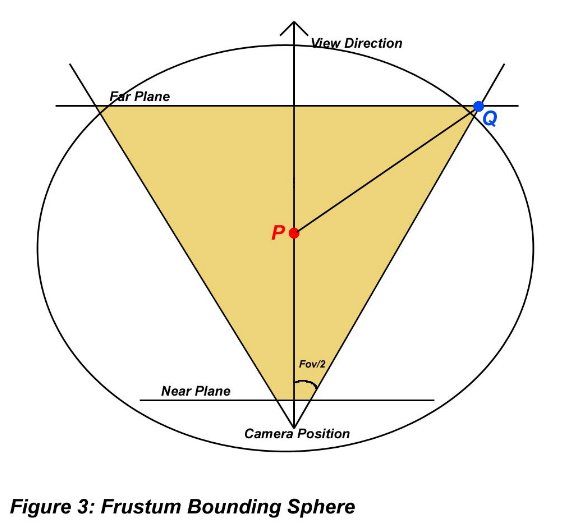 View Direction
Far Plane
Q
P
Fov/2
Near Plane
Camera Position
Figure 3: Frustum Bounding Sphere